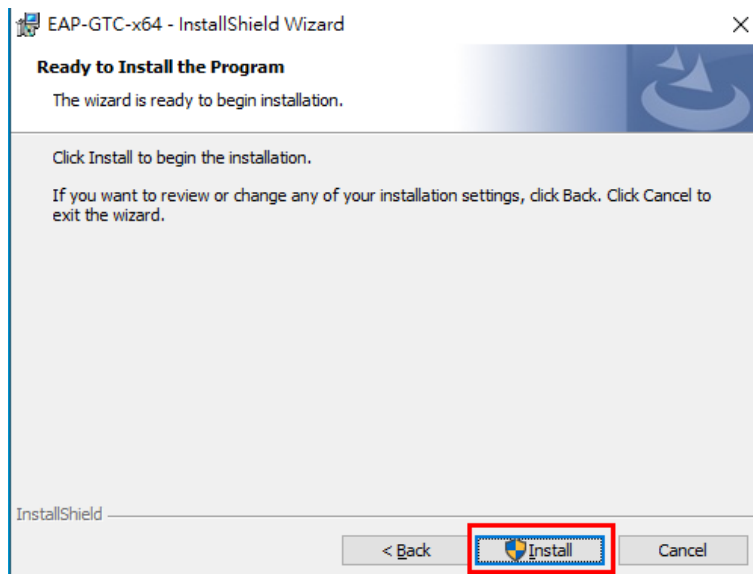 EAP-GTC-x64 - InstallShield Wizard
Ready to Install the Program
The wizard is ready to begin installation.
Click Install to begin the installation.
If you want to review or change any of your installation settings, click Back. Click Cancel to
exit the wizard.
InstallShield
< Back
Install
Cancel